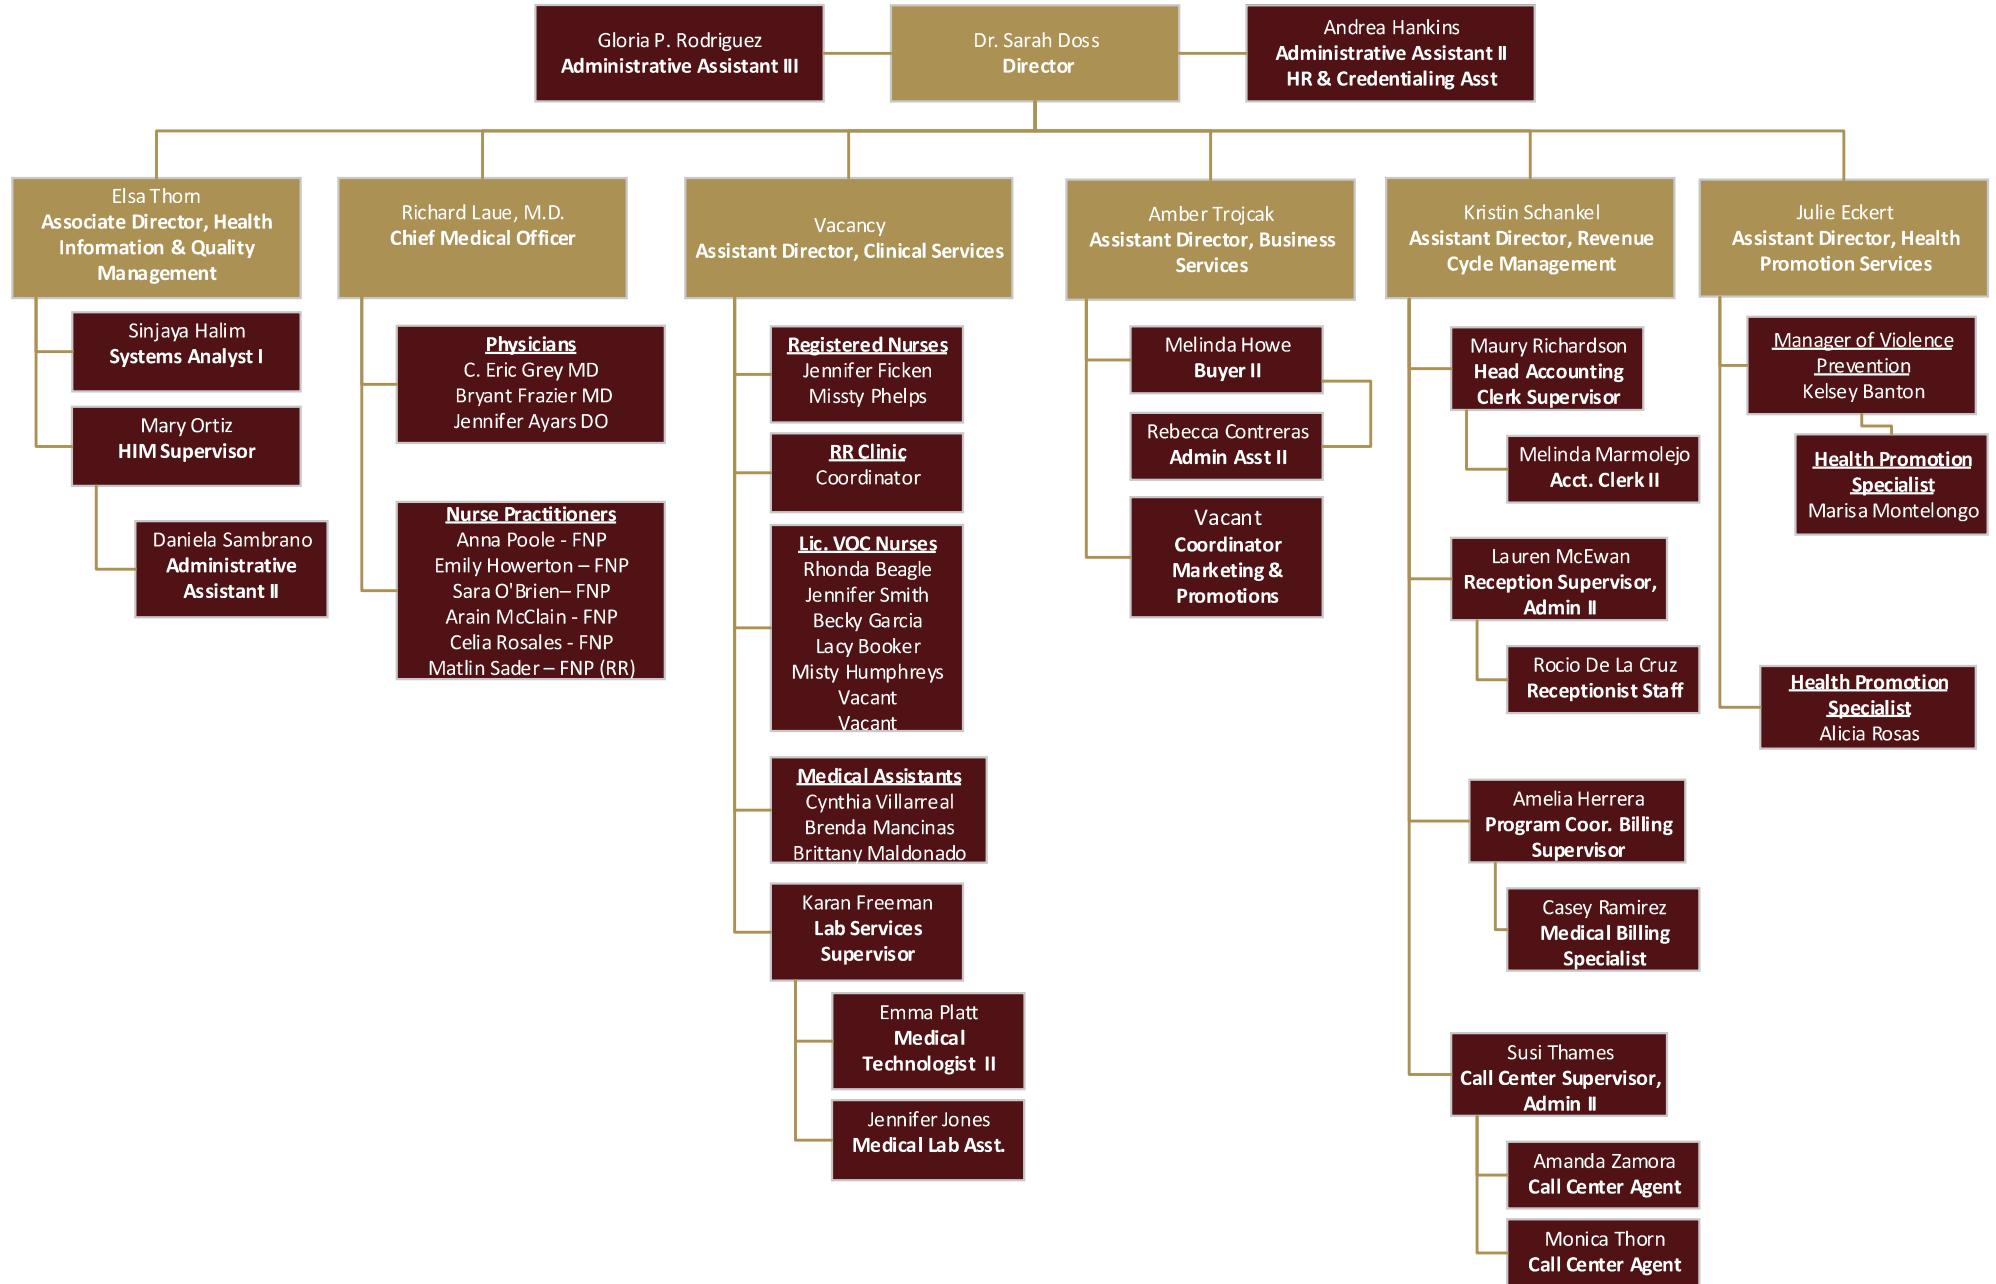 Gloria P. Rodriguez
Administrative Assistant III
Dr. Sarah Doss
Director
Andrea Hankins
Administrative Assistant II
HR & Credentialing Asst
Elsa Thorn
Associate Director, Health
Information & Quality
Management
Sinjaya Halim
Systems Analyst I
Mary Ortiz
HIM Supervisor
Daniela Sambrano
Administrative
Assistant II
Richard Laue, M.D.
Chief Medical Officer
Physicians
C. Eric Grey MD
Bryant Frazier MD
Jennifer Ayars DO
Nurse Practitioners
Anna Poole - FNP
Emily Howerton – FNP
Sara O'Brien– FNP
Arain McClain - FNP
Celia Rosales - FNP
Matlin Sader – FNP (RR)
Vacancy
Assistant Director, Clinical Services
Registered Nurses
Jennifer Ficken
Missty Phelps
RR Clinic
Coordinator
Lic. VOC Nurses
Rhonda Beagle
Jennifer Smith
Becky Garcia
Lacy Booker
Misty Humphreys
Vacant
Vacant
Medical Assistants
Cynthia Villarreal
Brenda Mancinas
Brittany Maldonado
Karan Freeman
Lab Services
Supervisor
Emma Platt
Medical
Technologist II
Jennifer Jones
Medical Lab Asst.
Amber Trojcak
Assistant Director, Business
Services
Melinda Howe
Buyer II
Rebecca Contreras
Admin Asst II
Vacant
Coordinator
Marketing &
Promotions
Kristin Schankel
Assistant Director, Revenue
Cycle Management
Maury Richardson
Head Accounting
Clerk Supervisor
Melinda Marmolejo
Acct. Clerk II
Lauren McEwan
Reception Supervisor,
Admin II
Rocio De La Cruz
Receptionist Staff
Amelia Herrera
Program Coor. Billing
Supervisor
Casey Ramirez
Medical Billing
Specialist
Susi Thames
Call Center Supervisor,
Admin II
Amanda Zamora
Call Center Agent
Monica Thorn
Call Center Agent
Julie Eckert
Assistant Director, Health
Promotion Services
Manager of Violence
Prevention
Kelsey Banton
Health Promotion
Specialist
Marisa Montelongo
Health Promotion
Specialist
Alicia Rosas